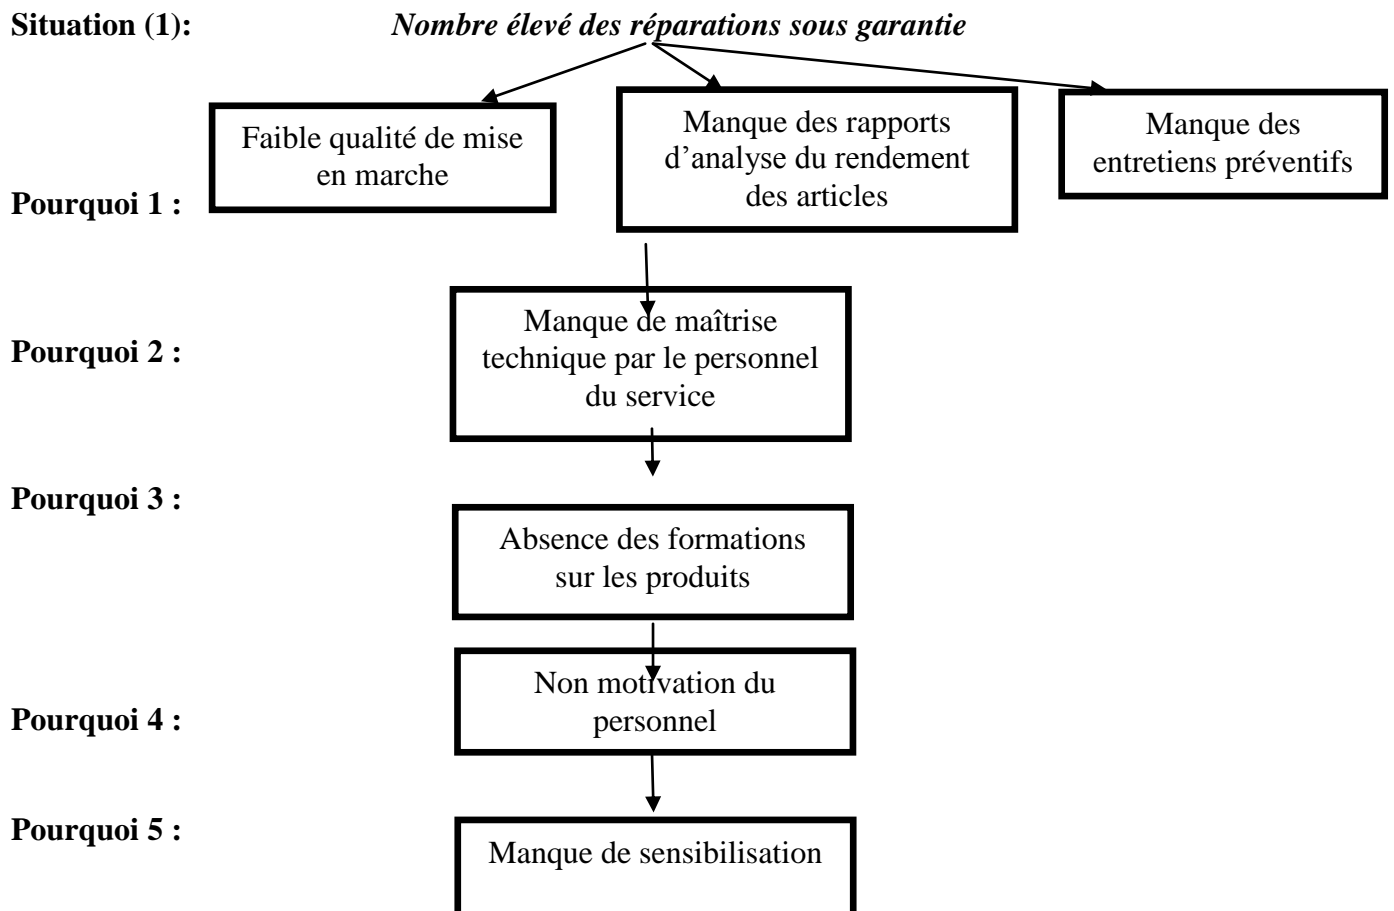 Situation (1): Nombre élevé des réparations sous garantie
Faible qualité de mise
en marche
Manque des rapports
d’analyse du rendement
des articles
Manque des
entretiens préventifs
Pourquoi 1 :
Manque de maîtrise
technique par le personnel
du service
Pourquoi 2 :
Pourquoi 3 :
Absence des formations
sur les produits
Non motivation du
personnel
Pourquoi 4 :
Pourquoi 5 :
Manque de sensibilisation